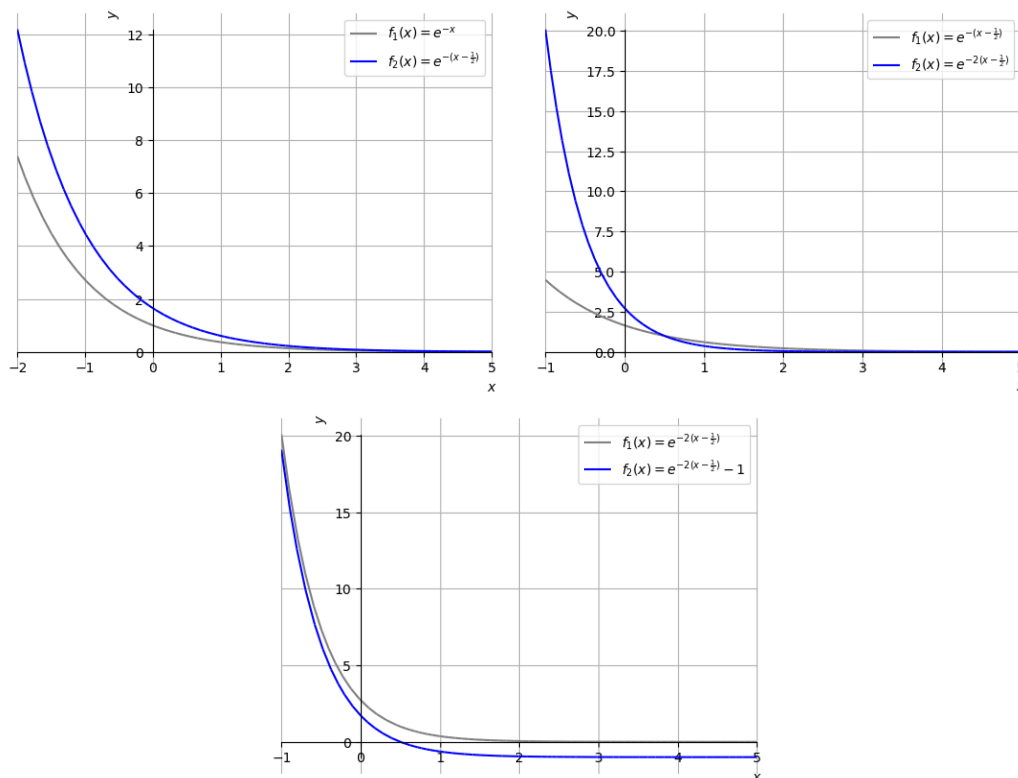 y
12
10
8
6
4
2
0
−2 −1 0 1 2 3 4 5
x
f₁(x) = e^{−x}
f₂(x) = e^{−(x−½)}
y
20.0
17.5
15.0
12.5
10.0
7.5
5.0
2.5
0.0
−1 0 1 2 3 4
f₁(x) = e^{−(x−½)}
f₂(x) = e^{−2(x−½)}
y
20
15
10
5
0
−1 0 1 2 3 4 5
f₁(x) = e^{−2(x−½)}
f₂(x) = e^{−2(x−½)} − 1